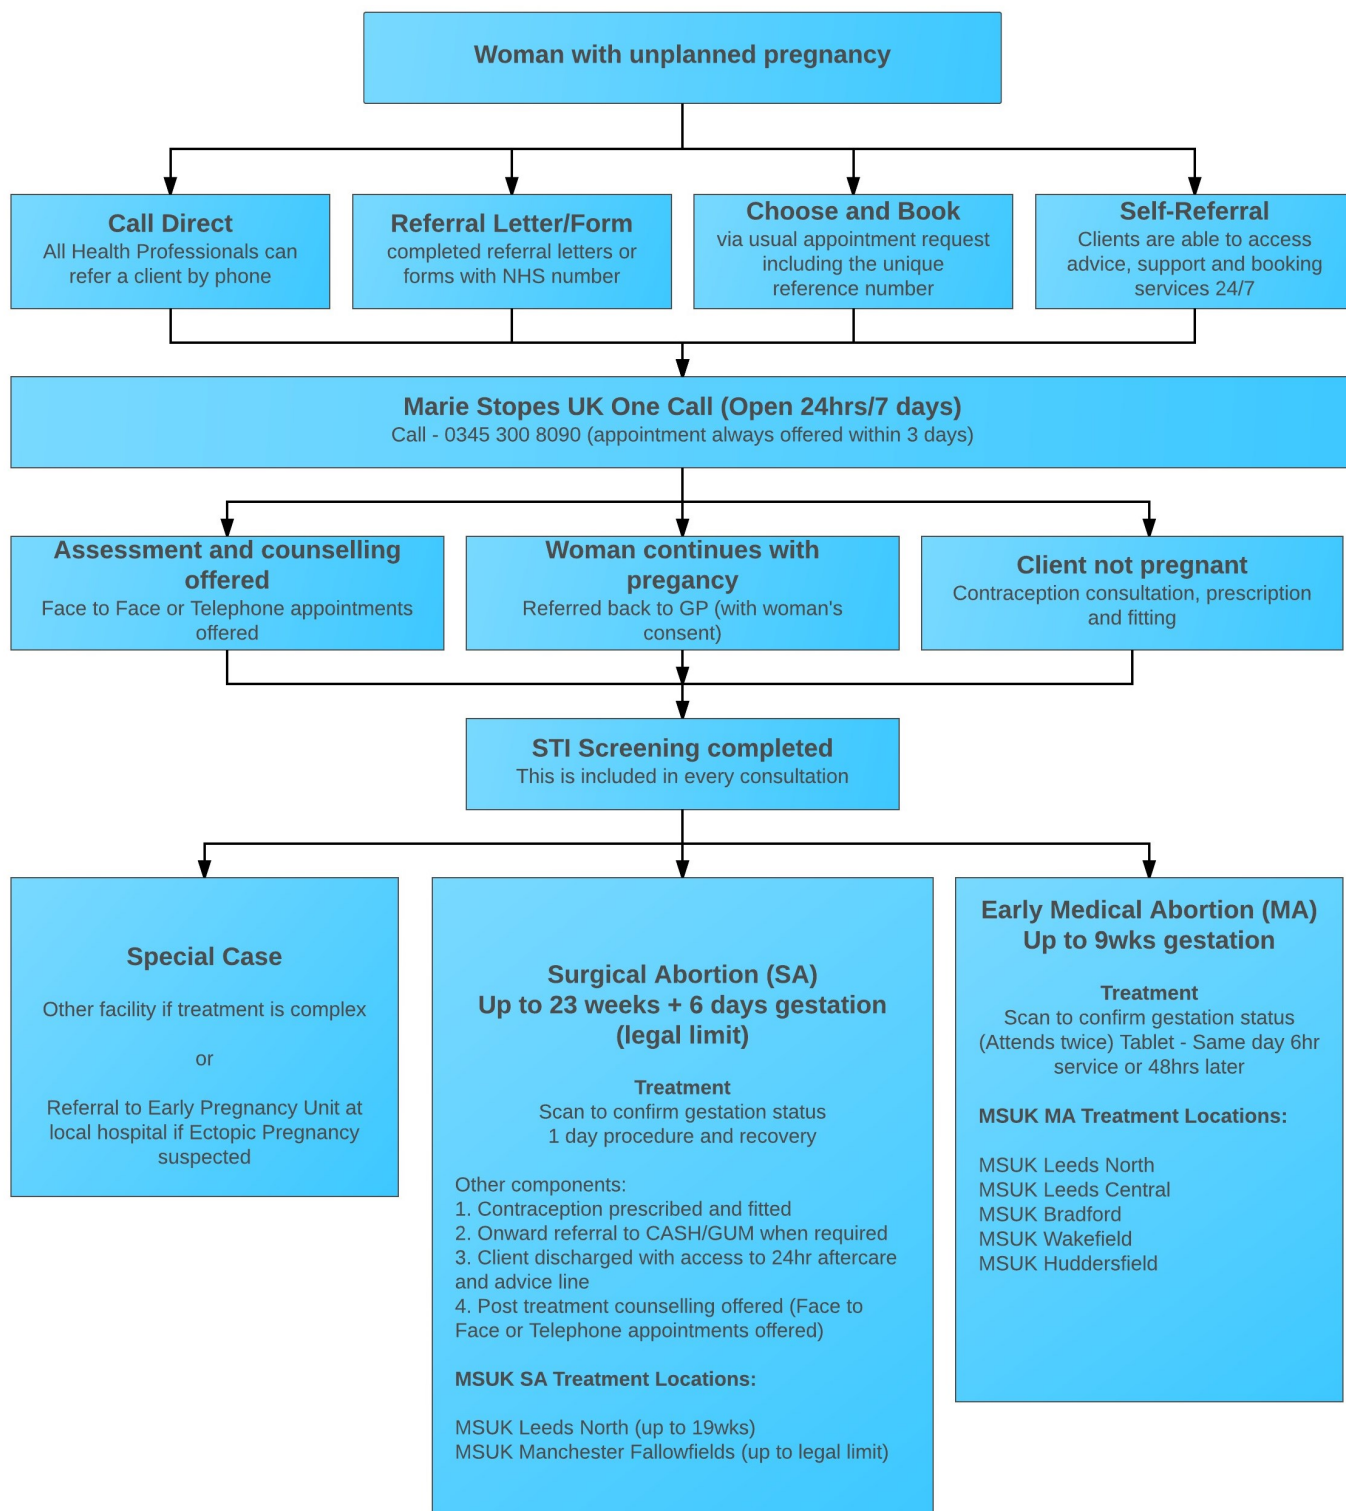 Woman with unplanned pregnancy
Call Direct
All Health Professionals can
refer a client by phone
Referral Letter/Form
completed referral letters or
forms with NHS number
Choose and Book
via usual appointment request
including the unique
reference number
Self-Referral
Clients are able to access
advice, support and booking
services 24/7
Marie Stopes UK One Call (Open 24hrs/7 days)
Call - 0345 300 8090 (appointment always offered within 3 days)
Assessment and counselling
offered
Face to Face or Telephone appointments
offered
Woman continues with
pregancy
Referred back to GP (with woman's
consent)
Client not pregnant
Contraception consultation, prescription
and fitting
STI Screening completed
This is included in every consultation
Special Case
Other facility if treatment is complex
or
Referral to Early Pregnancy Unit at
local hospital if Ectopic Pregnancy
suspected
Surgical Abortion (SA)
Up to 23 weeks + 6 days gestation
(legal limit)
Treatment
Scan to confirm gestation status
1 day procedure and recovery
Other components:
1. Contraception prescribed and fitted
2. Onward referral to CASH/GUM when required
3. Client discharged with access to 24hr aftercare
and advice line
4. Post treatment counselling offered (Face to
Face or Telephone appointments offered)
MSUK SA Treatment Locations:
MSUK Leeds North (up to 19wks)
MSUK Manchester Fallowfields (up to legal limit)
Early Medical Abortion (MA)
Up to 9wks gestation
Treatment
Scan to confirm gestation status
(Attends twice) Tablet - Same day 6hr
service or 48hrs later
MSUK MA Treatment Locations:
MSUK Leeds North
MSUK Leeds Central
MSUK Bradford
MSUK Wakefield
MSUK Huddersfield